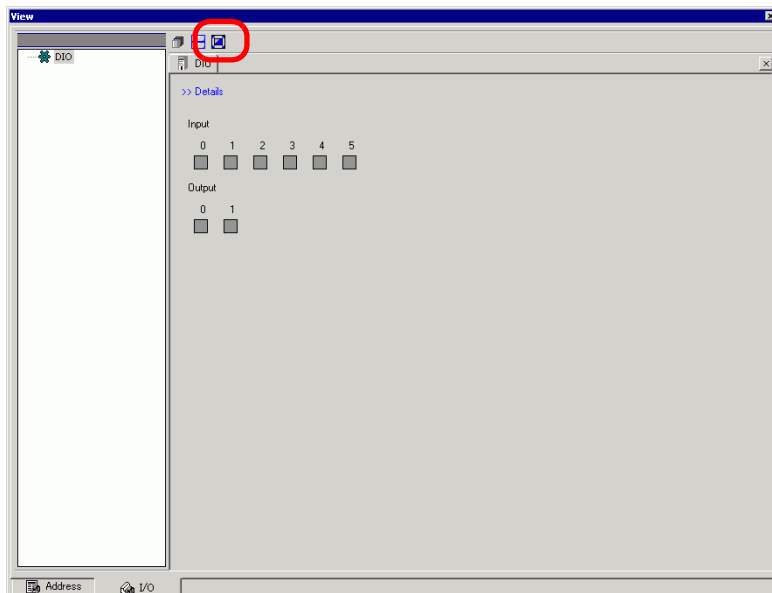 View
DIO
DIO
>> Details
Input
0 1 2 3 4 5
Output
0 1
Address I/O